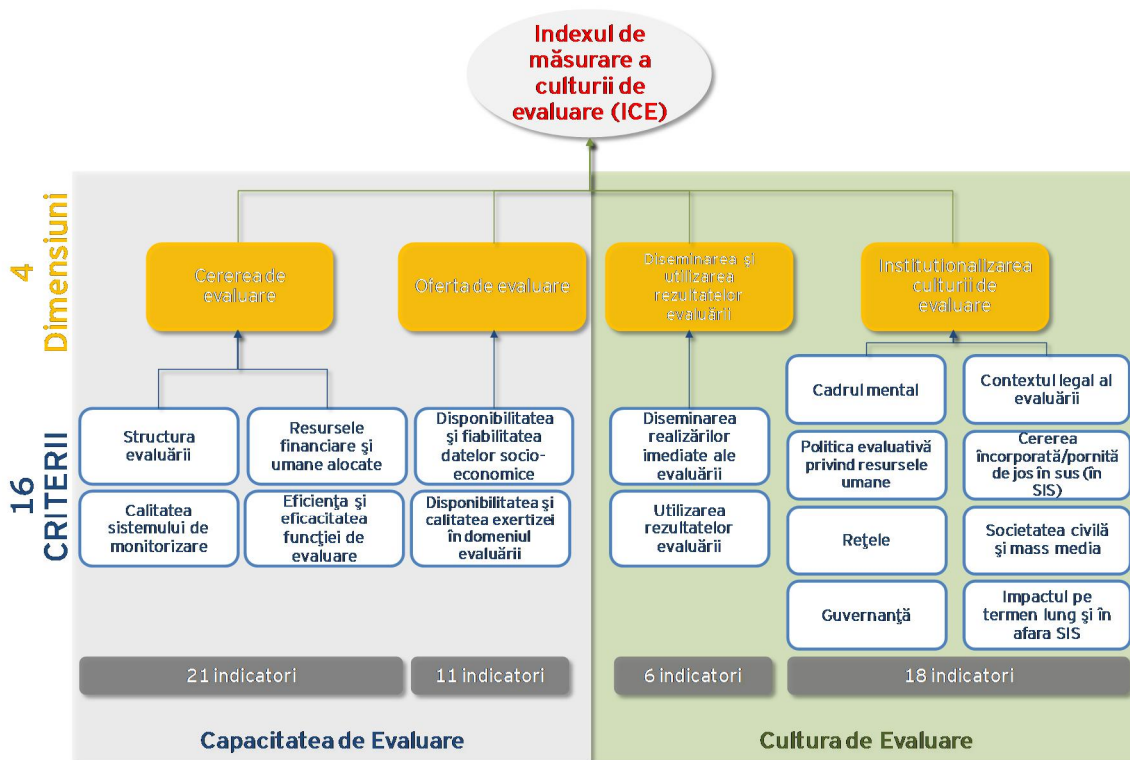 Indexul de
măsurare a
culturii de
evaluare (ICE)
4
Dimensiuni
Cererea de
evaluare
Oferta de evaluare
Diseminarea și
utilizarea
rezultatelor
evaluării
Institutionalizarea
culturii de
evaluare
16
CRITERII
Structura
evaluării
Resursele
financiare şi
umane alocate
Calitatea
sistemului de
monitorizare
Eficienţa şi
eficacitatea
funcţiei de
evaluare
Disponibilitatea
şi fiabilitatea
datelor socio-
economice
Disponibilitatea şi
calitatea exertizei
în domeniul
evaluării
Diseminarea
realizărilor
imediate ale
evaluării
Utilizarea
rezultatelor
evaluării
Cadrul mental
Contextul legal al
evaluării
Politica evaluativă
privind resursele
umane
Cererea
încorporată/pornită
de jos în sus (în
SIS)
Reţele
Societatea civilă
şi mass media
Guvernanţă
Impactul pe
termen lung şi în
afara SIS
21 indicatori
11 indicatori
6 indicatori
18 indicatori
Capacitatea de Evaluare
Cultura de Evaluare